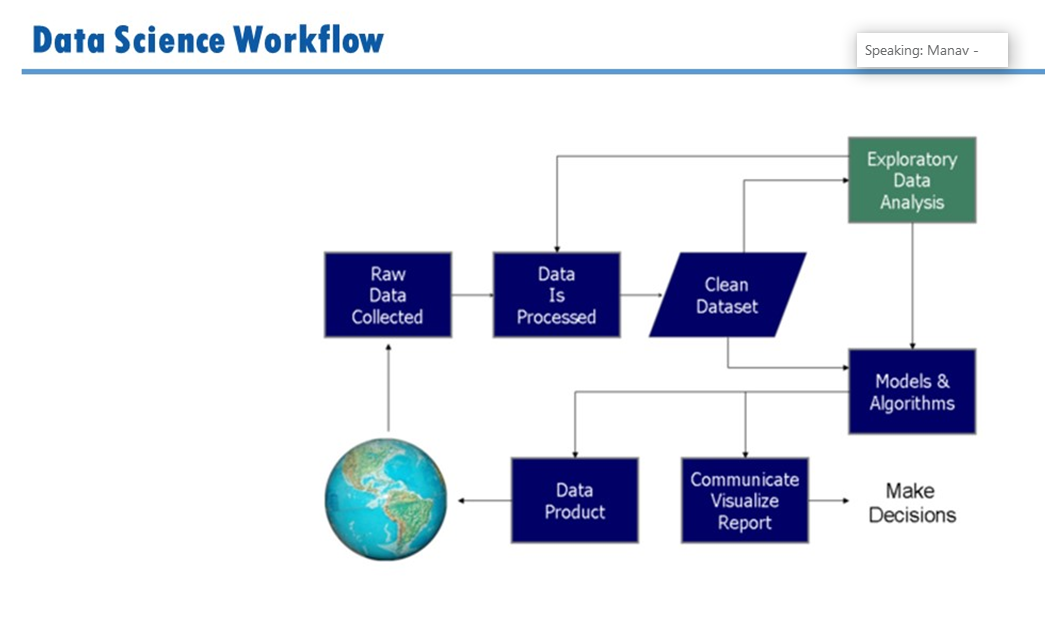 Data Science Workflow
Speaking: Manav -
Exploratory
Data
Analysis
Raw
Data
Collected
Data
Is
Processed
Clean
Dataset
Models &
Algorithms
Data
Product
Communicate
Visualize
Report
Make
Decisions